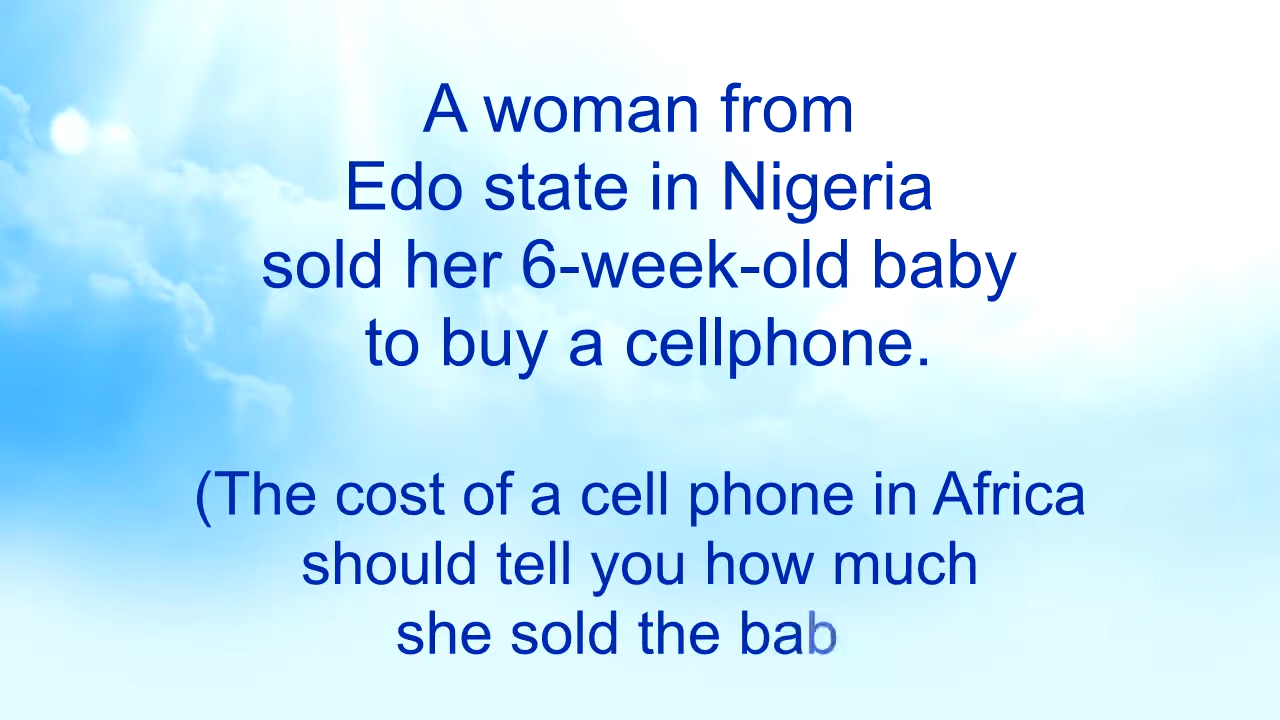 A woman from
Edo state in Nigeria
sold her 6-week-old baby
to buy a cellphone.
(The cost of a cell phone in Africa
should tell you how much
she sold the bab